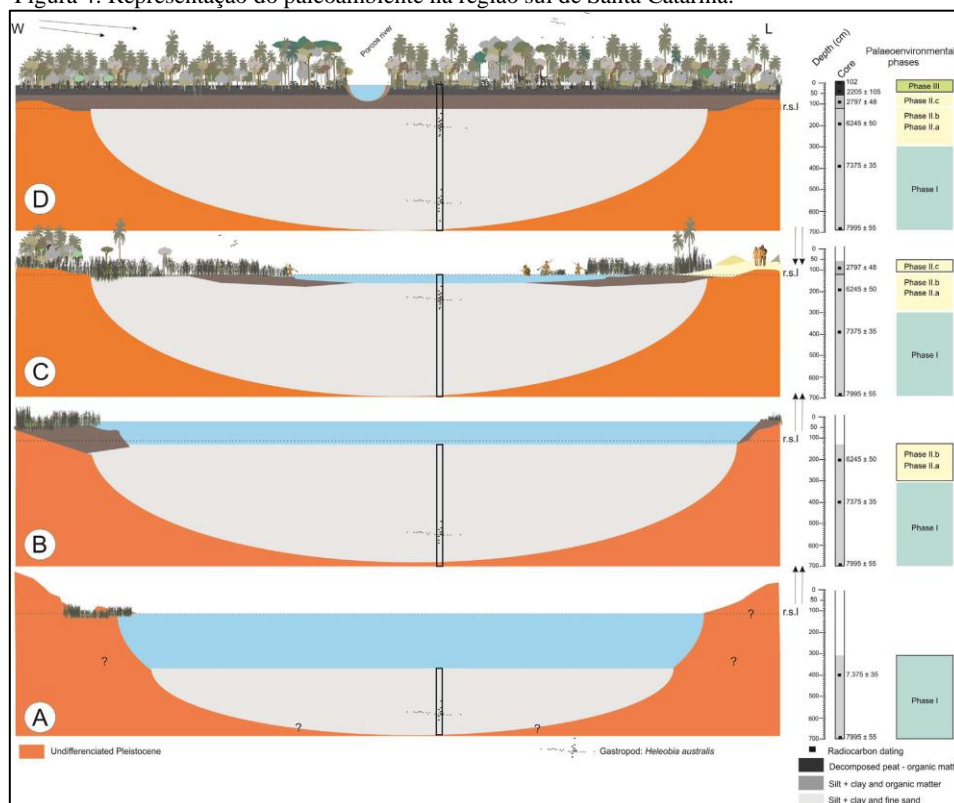 Figura 4: Representação do paleoambiente na região sul de Santa Catarina.
W
L
Porcos river
Depth (cm)
Core
Palaeoenvironmental
phases
D
r.s.l
0
50
100
200
300
400
500
600
700
102
2205 ± 105
2797 ± 48
6245 ± 50
7375 ± 35
7995 ± 55
Phase III
Phase II.c
Phase II.b
Phase II.a
Phase I
C
r.s.l
0
50
100
200
300
400
500
600
700
2797 ± 48
6245 ± 50
7375 ± 35
7995 ± 55
Phase II.c
Phase II.b
Phase II.a
Phase I
B
r.s.l
0
50
100
200
300
400
500
600
700
6245 ± 50
7375 ± 35
7995 ± 55
Phase II.b
Phase II.a
Phase I
A
? ? ? ?
r.s.l
0
50
100
200
300
400
500
600
700
7.375 ± 35
7995 ± 55
Phase I
Undifferenciated Pleistocene
Gastropod: Heleobia australis
Radiocarbon dating
Decomposed peat - organic matt
Silt + clay and organic matter
Silt + clay and fine sand